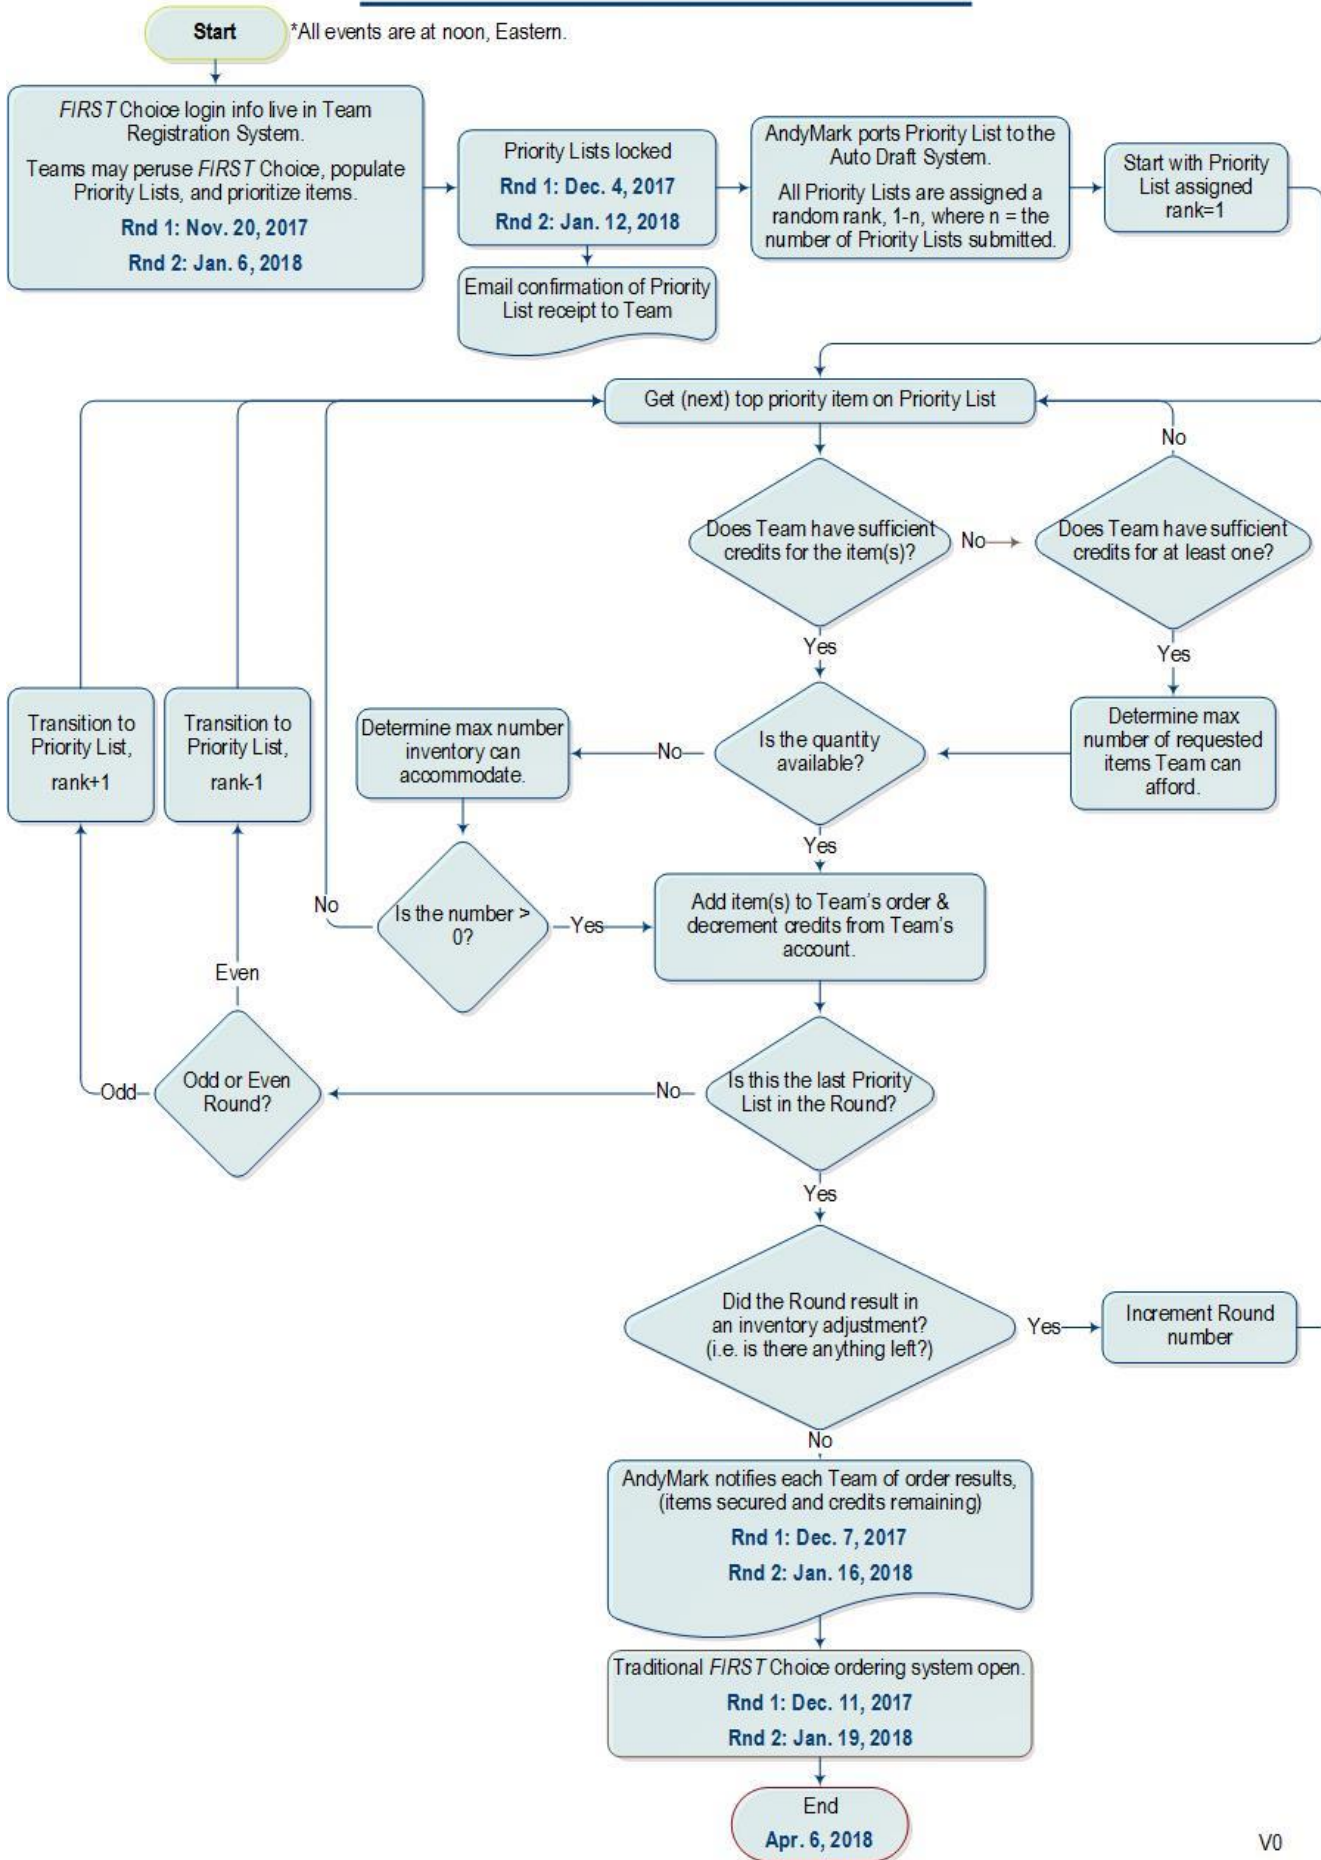 Start
*All events are at noon, Eastern.
FIRST Choice login info live in Team
Registration System.
Teams may peruse FIRST Choice, populate
Priority Lists, and prioritize items.
Rnd 1: Nov. 20, 2017
Rnd 2: Jan. 6, 2018
Priority Lists locked
Rnd 1: Dec. 4, 2017
Rnd 2: Jan. 12, 2018
Email confirmation of Priority
List receipt to Team
AndyMark ports Priority List to the
Auto Draft System.
All Priority Lists are assigned a
random rank, 1-n, where n = the
number of Priority Lists submitted.
Start with Priority
List assigned
rank=1
Get (next) top priority item on Priority List
No
Does Team have sufficient
credits for the item(s)?
No
Does Team have sufficient
credits for at least one?
Yes
Yes
Transition to
Priority List,
rank+1
Transition to
Priority List,
rank-1
Determine max number
inventory can
accommodate.
No
Is the quantity
available?
Determine max
number of requested
items Team can
afford.
Yes
No
Is the number >
0?
Yes
Add item(s) to Team's order &
decrement credits from Team's
account.
Even
Odd
Odd or Even
Round?
No
Is this the last Priority
List in the Round?
Yes
Did the Round result in
an inventory adjustment?
(i.e. is there anything left?)
Yes
Increment Round
number
No
AndyMark notifies each Team of order results,
(items secured and credits remaining)
Rnd 1: Dec. 7, 2017
Rnd 2: Jan. 16, 2018
Traditional FIRST Choice ordering system open.
Rnd 1: Dec. 11, 2017
Rnd 2: Jan. 19, 2018
End
Apr. 6, 2018
V0